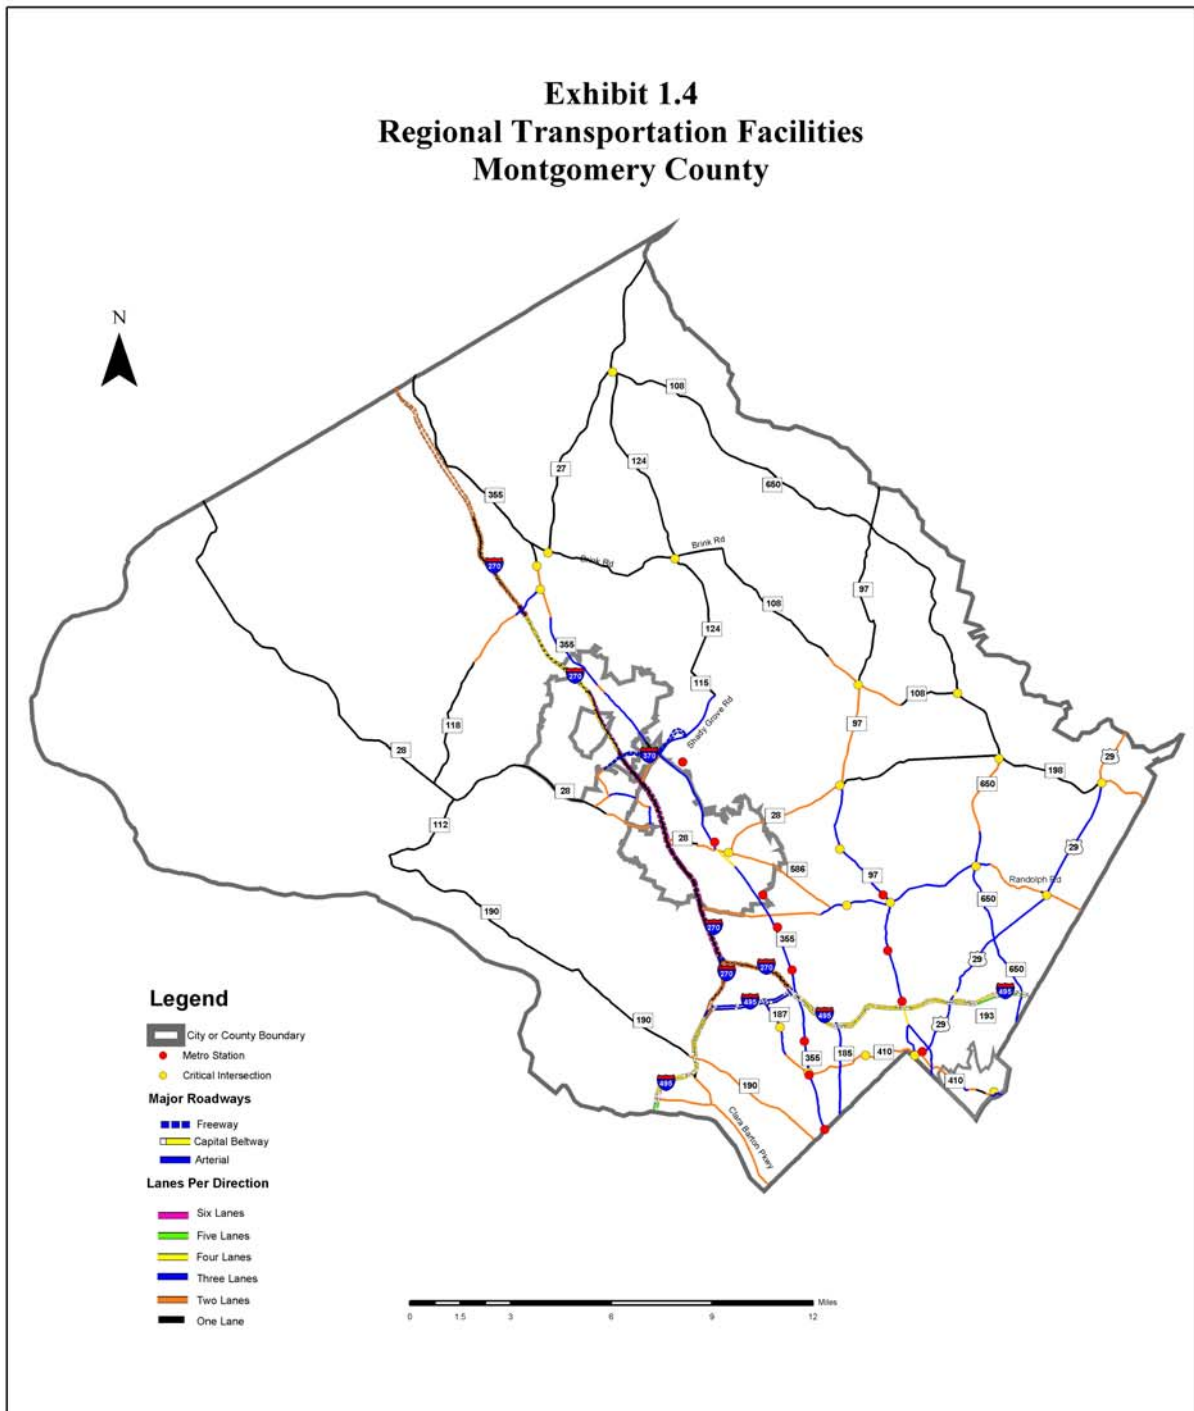 Exhibit 1.4
Regional Transportation Facilities
Montgomery County
N
108
27
124
650
355
Brink Rd
Brink Rd
270
97
108
124
355
270
115
108
Shady Grove Rd
118
97
28
370
29
198
650
28
28
112
29
28
586
97
Randolph Rd
190
650
270
355
29
270
270
650
495
495
495
193
187
190
29
185
410
355
495
190
410
Clara Barton Pkwy
Legend
City or County Boundary
Metro Station
Critical Intersection
Major Roadways
Freeway
Capital Beltway
Arterial
Lanes Per Direction
Six Lanes
Five Lanes
Four Lanes
Three Lanes
Two Lanes
One Lane
Miles
0 1.5 3 6 9 12